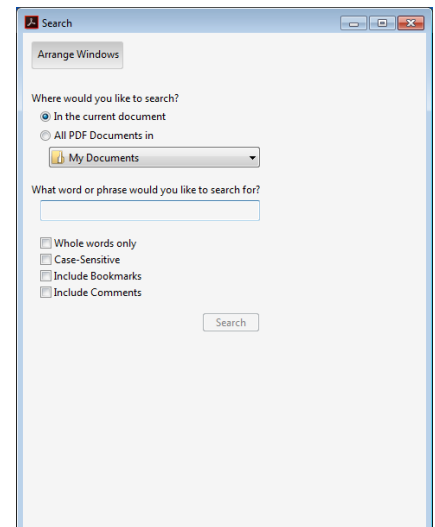 Search
Arrange Windows
Where would you like to search?
In the current document
All PDF Documents in
My Documents
What word or phrase would you like to search for?
Whole words only
Case-Sensitive
Include Bookmarks
Include Comments
Search